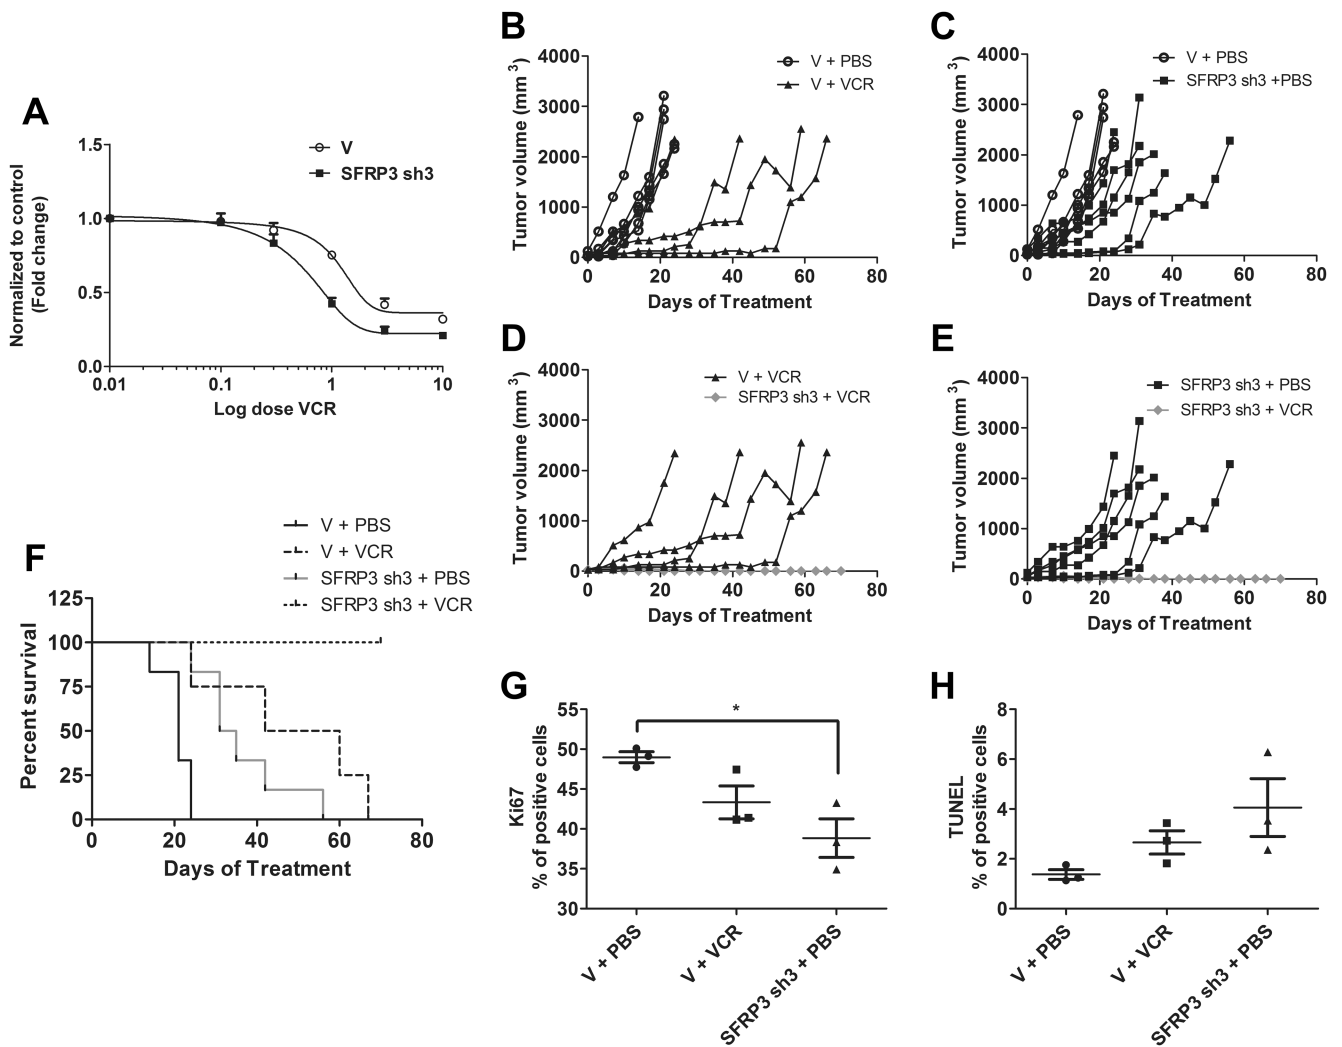 A
1.5
1.0
0.5
0.0
Normalized to control
(Fold change)
V
SFRP3 sh3
0.01
0.1
1
10
Log dose VCR
B
4000
3000
2000
1000
0
Tumor volume (mm 3)
V + PBS
V + VCR
0
20
40
60
80
Days of Treatment
C
4000
3000
2000
1000
0
Tumor volume (mm 3)
V + PBS
SFRP3 sh3 +PBS
0
20
40
60
80
Days of Treatment
D
4000
3000
2000
1000
0
Tumor volume (mm 3)
V + VCR
SFRP3 sh3 + VCR
0
20
40
60
80
Days of Treatment
E
4000
3000
2000
1000
0
Tumor volume (mm 3)
SFRP3 sh3 + PBS
SFRP3 sh3 + VCR
0
20
40
60
80
Days of Treatment
F
V + PBS
V + VCR
SFRP3 sh3 + PBS
SFRP3 sh3 + VCR
125
100
75
50
25
0
Percent survival
0
20
40
60
80
Days of Treatment
G
55
50
45
40
35
30
Ki67
% of positive cells
*
V + PBS
V + VCR
SFRP3 sh3 + PBS
H
8
6
4
2
0
TUNEL
% of positive cells
V + PBS
V + VCR
SFRP3 sh3 + PBS